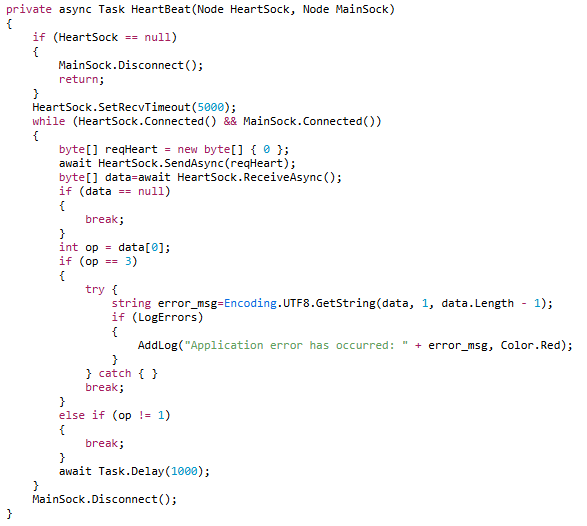 private async Task HeartBeat(Node HeartSock, Node MainSock)
{
    if (HeartSock == null)
    {
        MainSock.Disconnect();
        return;
    }
    HeartSock.SetRecvTimeout(5000);
    while (HeartSock.Connected() && MainSock.Connected())
    {
        byte[] reqHeart = new byte[] { 0 };
        await HeartSock.SendAsync(reqHeart);
        byte[] data=await HeartSock.ReceiveAsync();
        if (data == null)
        {
            break;
        }
        int op = data[0];
        if (op == 3)
        {
            try {
                string error_msg=Encoding.UTF8.GetString(data, 1, data.Length - 1);
                if (LogErrors)
                {
                    AddLog("Application error has occurred: " + error_msg, Color.Red);
                }
            } catch { }
            break;
        }
        else if (op != 1)
        {
            break;
        }
        await Task.Delay(1000);
    }
    MainSock.Disconnect();
}